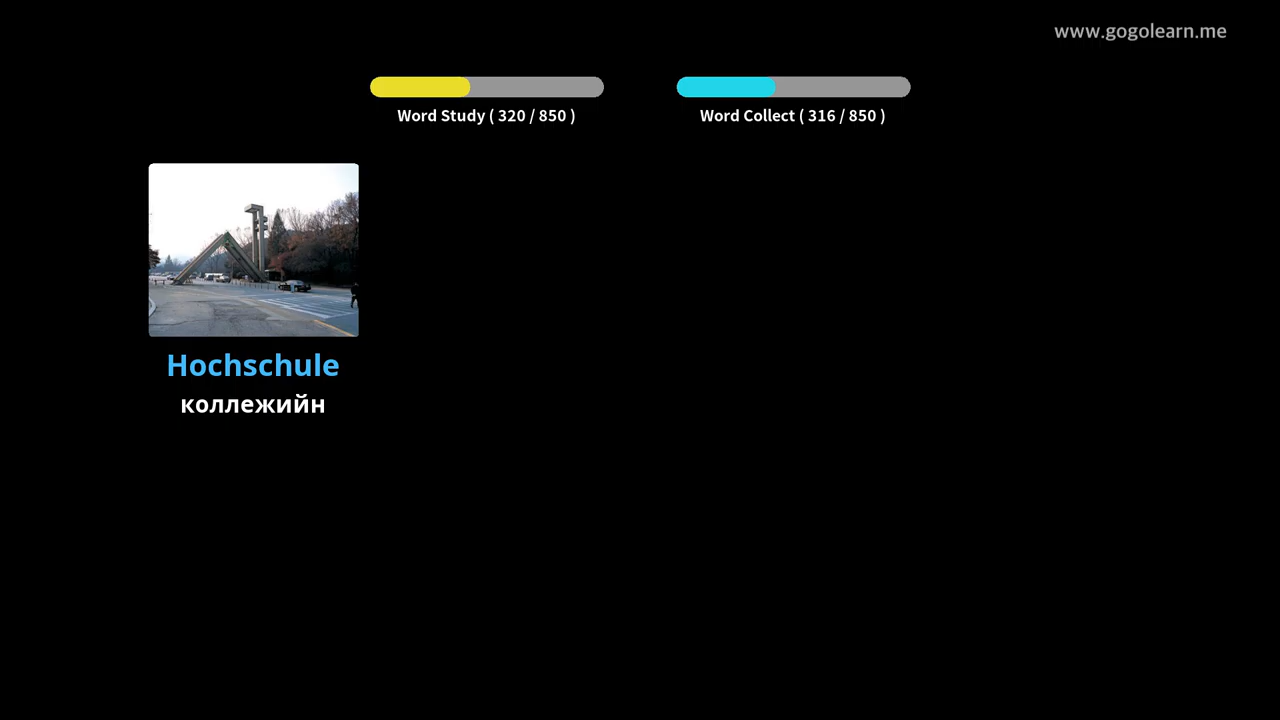 www.gogolearn.me
Word Study ( 320 / 850 )
Word Collect ( 316 / 850 )
Hochschule
коллежийн